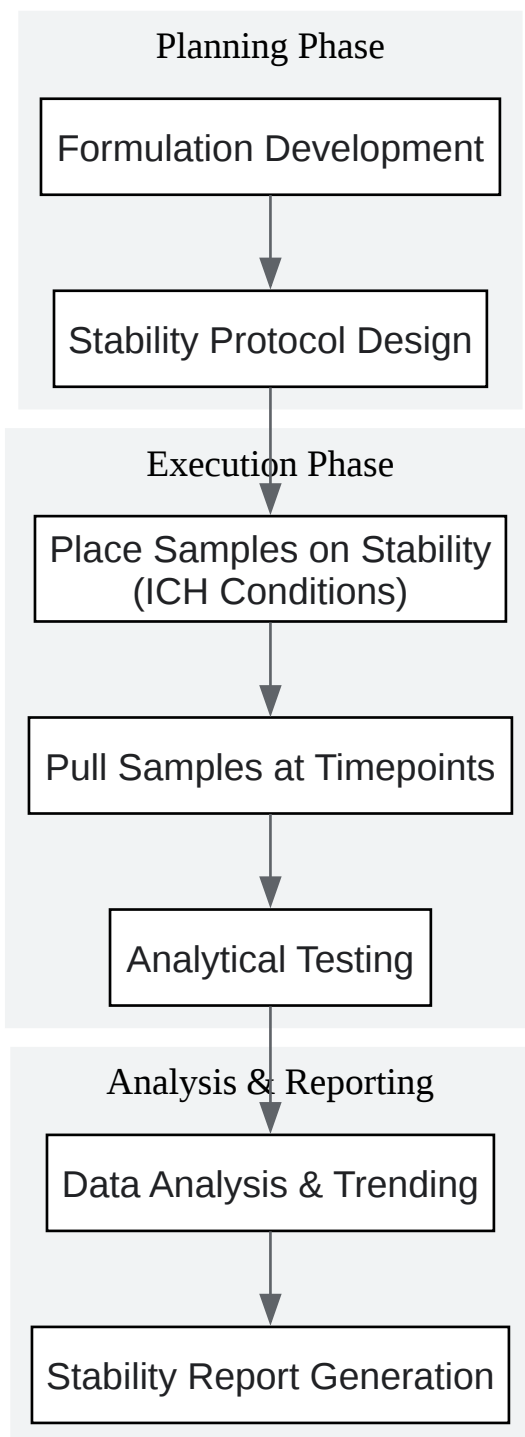 Planning Phase
Formulation Development
Stability Protocol Design
Execution Phase
Place Samples on Stability
(ICH Conditions)
Pull Samples at Timepoints
Analytical Testing
Analysis & Reporting
Data Analysis & Trending
Stability Report Generation